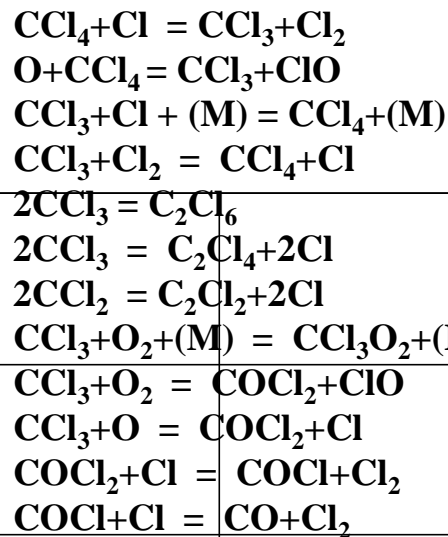 CCl₄+Cl = CCl₃+Cl₂
O+CCl₄ = CCl₃+ClO
CCl₃+Cl + (M) = CCl₄+(M)
CCl₃+Cl₂ = CCl₄+Cl
2CCl₃ = C₂Cl₆
2CCl₃ = C₂Cl₄+2Cl
2CCl₂ = C₂Cl₂+2Cl
CCl₃+O₂+(M) = CCl₃O₂+(
CCl₃+O₂ = COCl₂+ClO
CCl₃+O = COCl₂+Cl
COCl₂+Cl = COCl+Cl₂
COCl+Cl = CO+Cl₂